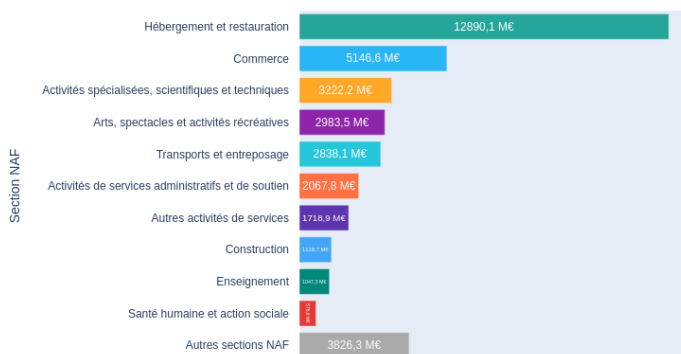 Section NAF
Hébergement et restauration 12890,1 M€
Commerce 5146,6 M€
Activités spécialisées, scientifiques et techniques 3222,2 M€
Arts, spectacles et activités récréatives 2983,5 M€
Transports et entreposage 2838,1 M€
Activités de services administratifs et de soutien 2067,8 M€
Autres activités de services 1718,9 M€
Construction
Enseignement
Santé humaine et action sociale
Autres sections NAF 3826,3 M€